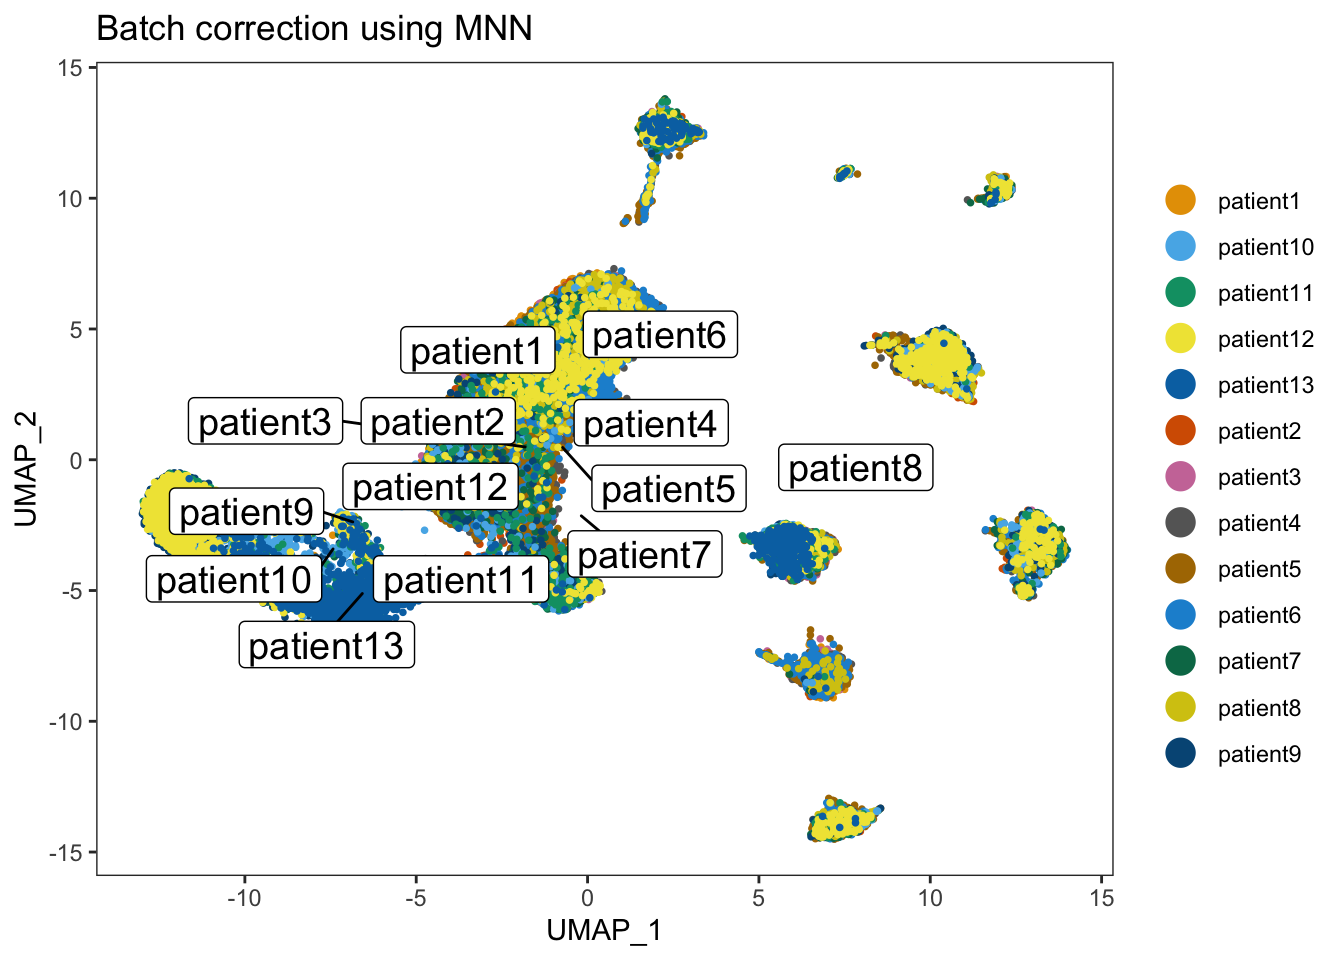 Batch correction using MNN
15
10
5
0
-5
-10
-15
UMAP_2
-10
-5
0
5
10
15
UMAP_1
patient6
patient1
patient3
patient2
patient4
patient8
patient12
patient5
patient9
patient7
patient10
patient11
patient13
patient1
patient10
patient11
patient12
patient13
patient2
patient3
patient4
patient5
patient6
patient7
patient8
patient9